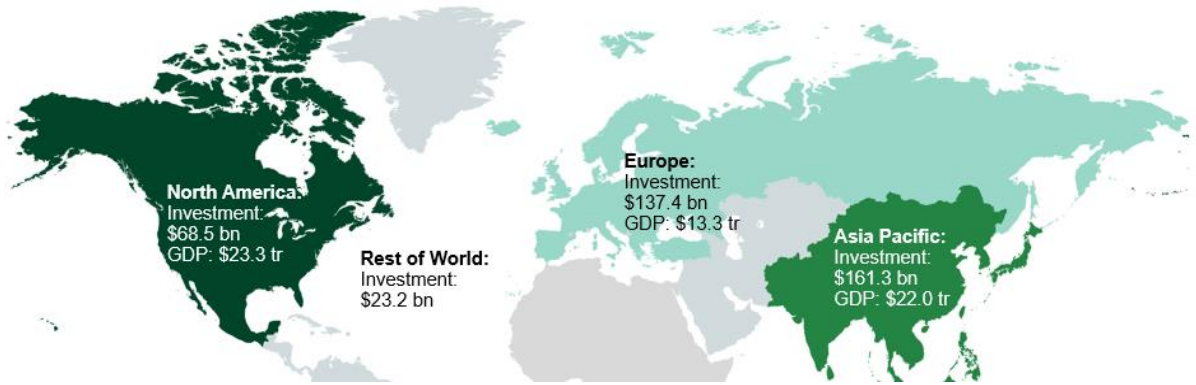 North America:
Investment:
$68.5 bn
GDP: $23.3 tr
Rest of World:
Investment:
$23.2 bn
Europe:
Investment:
$137.4 bn
GDP: $13.3 tr
Asia Pacific:
Investment:
$161.3 bn
GDP: $22.0 tr